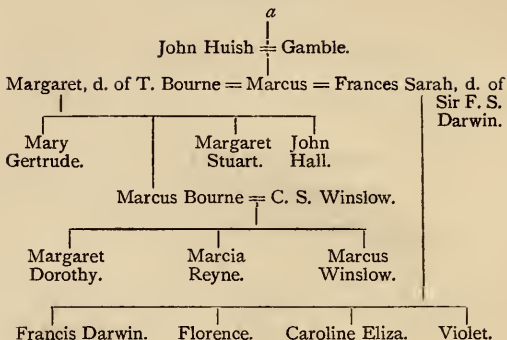 a
John Huish = Gamble.
Margaret, d. of T. Bourne = Marcus = Frances Sarah, d. of
Sir F. S.
Darwin.
Mary
Gertrude.
Margaret
Stuart.
John
Hall.
Marcus Bourne = C. S. Winslow.
Margaret
Dorothy.
Marcia
Reyne.
Marcus
Winslow.
Francis Darwin. Florence. Caroline Eliza. Violet.